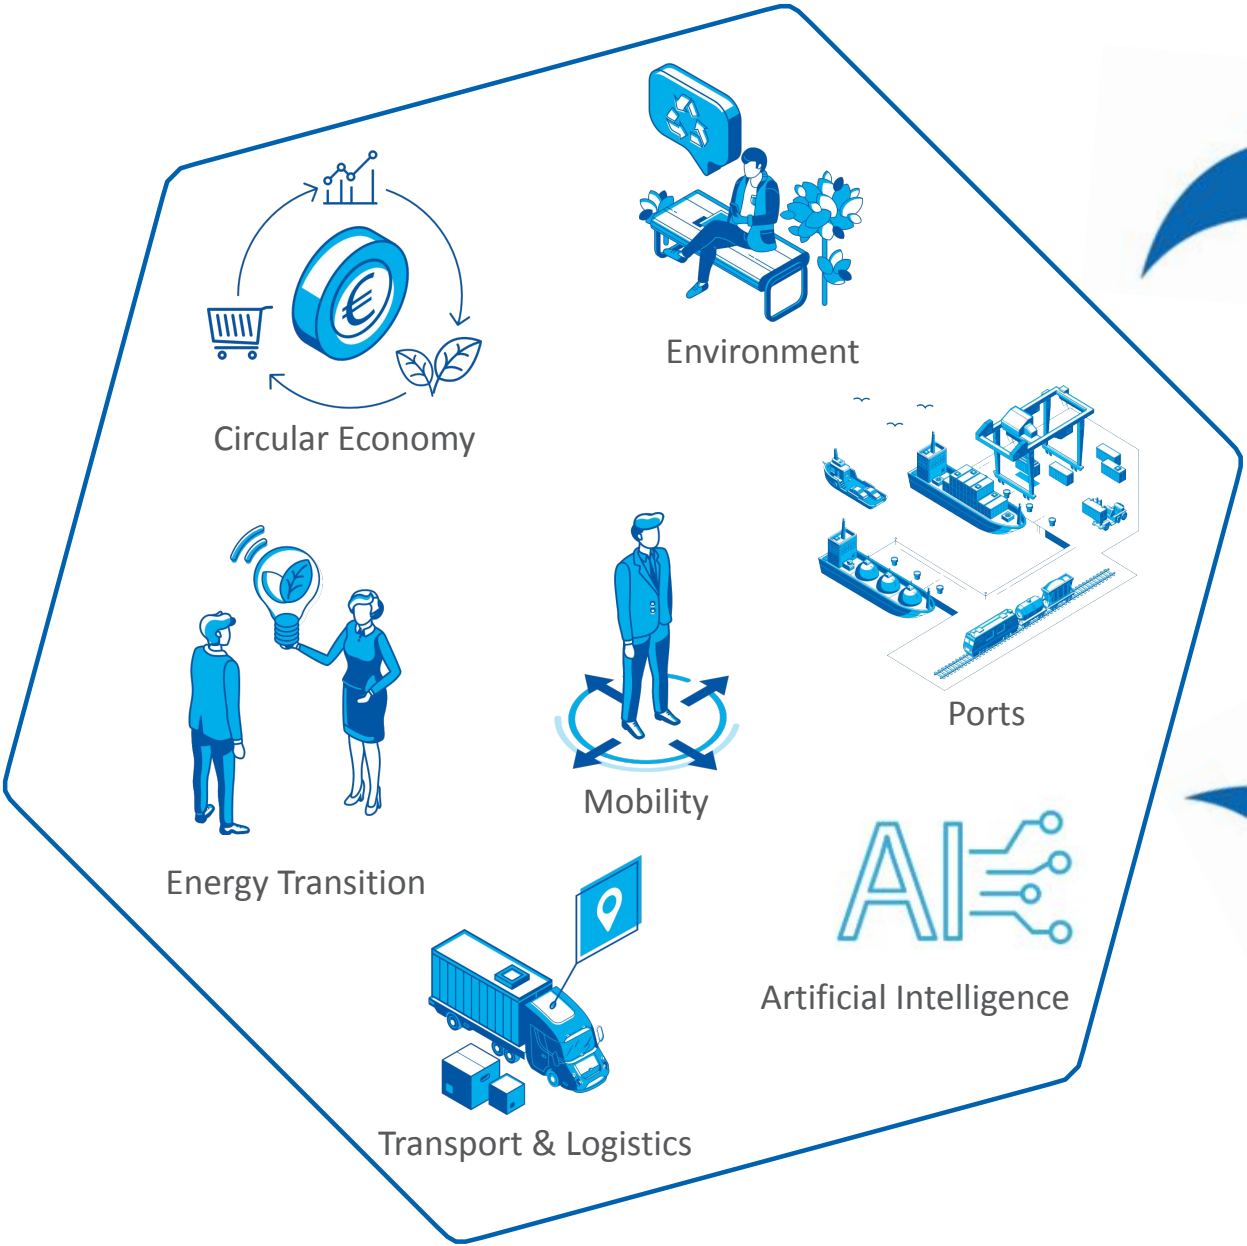 Environment
Circular Economy
€
Ports
Mobility
Energy Transition
AI
Artificial Intelligence
Transport & Logistics